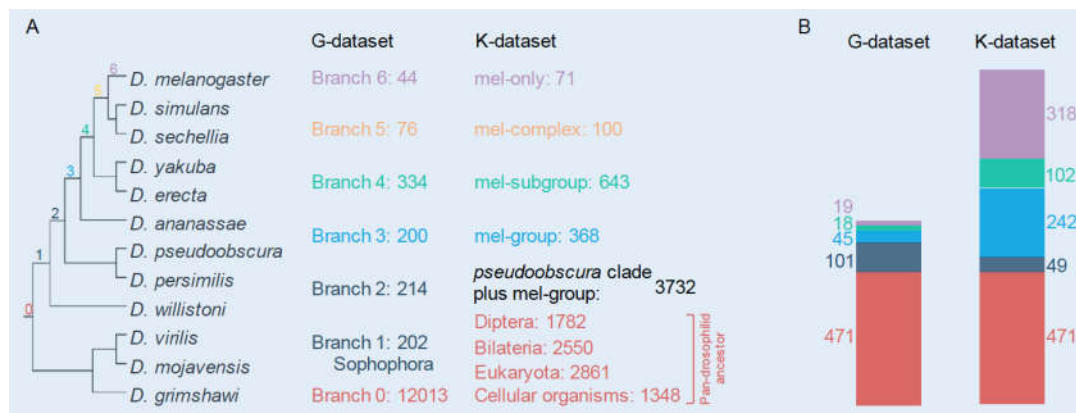 A
G-dataset K-dataset
6 D. melanogaster Branch 6: 44 mel-only: 71
5 D. simulans
D. sechellia Branch 5: 76 mel-complex: 100
4 D. yakuba
D. erecta Branch 4: 334 mel-subgroup: 643
3 D. ananassae Branch 3: 200 mel-group: 368
2 D. pseudoobscura
D. persimilis Branch 2: 214 pseudoobscura clade
plus mel-group: 3732
1 D. willistoni
Diptera: 1782
0 D. virilis Branch 1: 202
Sophophora
Bilateria: 2550
D. mojavensis Eukaryota: 2861
D. grimshawi Branch 0: 12013 Cellular organisms: 1348
Pan-drosophilid
ancestor
B
G-dataset K-dataset
19
18
45
101
471
318
102
242
49
471